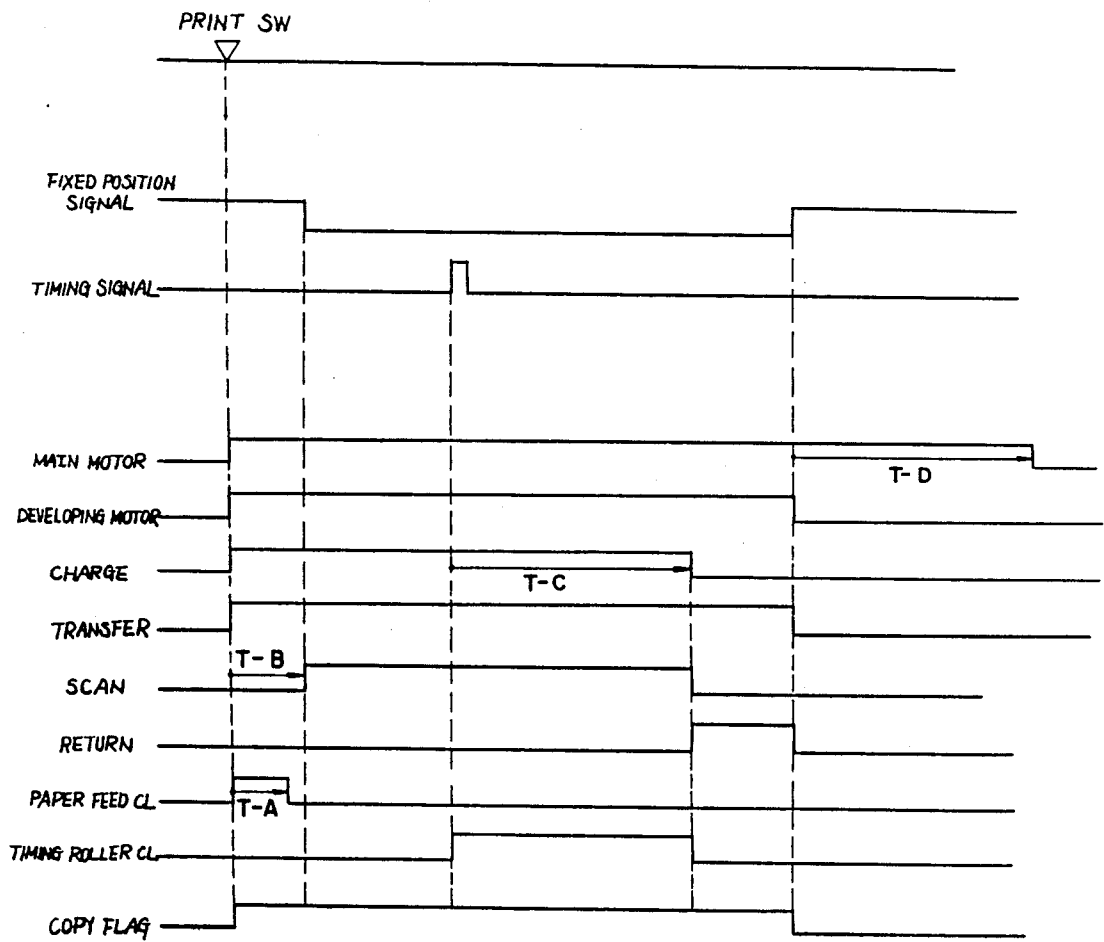 PRINT SW
FIXED POSITION
SIGNAL
TIMING SIGNAL
MAIN MOTOR
T-D
DEVELOPING MOTOR
CHARGE
T-C
TRANSFER
T-B
SCAN
RETURN
PAPER FEED CL
T-A
TIMING ROLLER CL
COPY FLAG